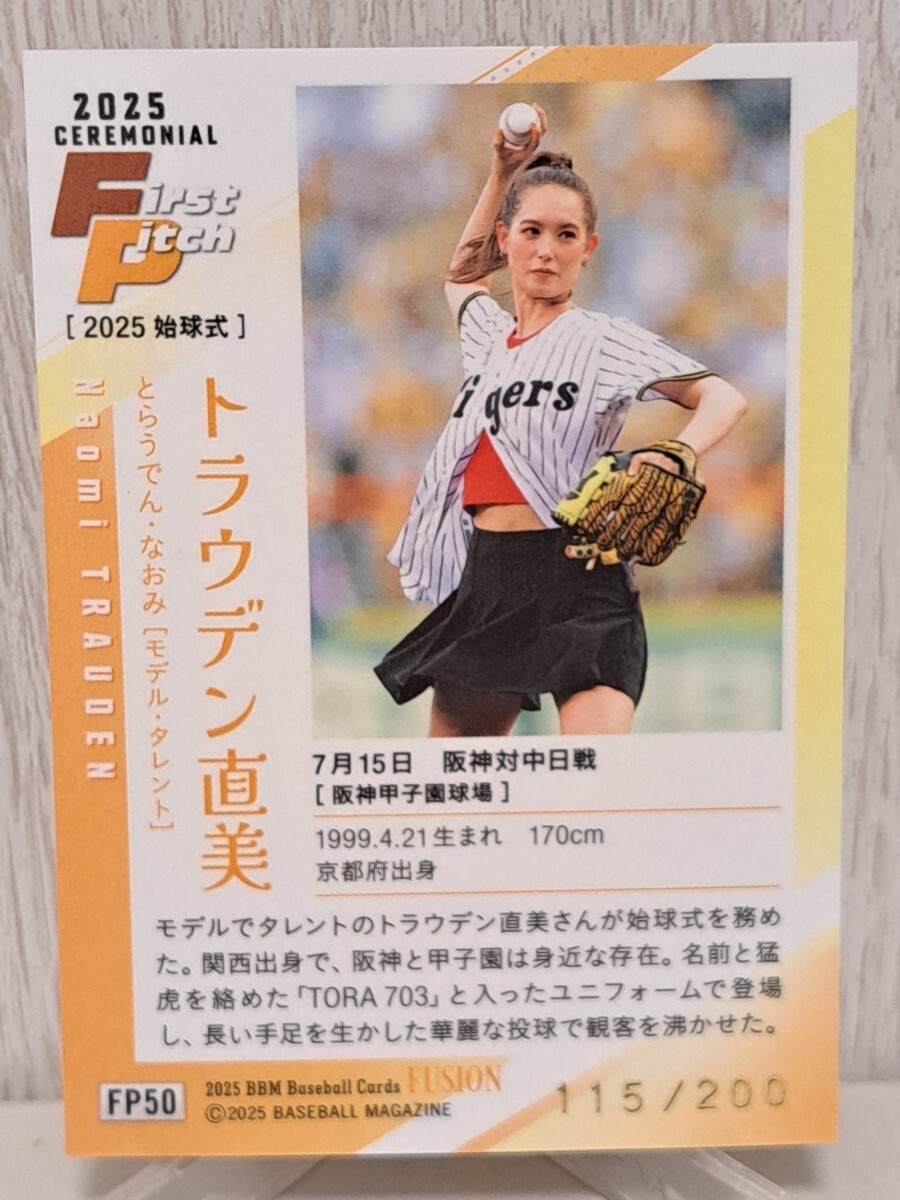 2025
CEREMONIAL
First
Pitch
[ 2025 始球式 ]
トラウデン直美
とらうでん・なおみ [モデル・タレント]
Naomi TRAUDEN
Tigers
7月15日 阪神対中日戦
[ 阪神甲子園球場 ]
1999.4.21生まれ 170cm
京都府出身
モデルでタレントのトラウデン直美さんが始球式を務め
た。関西出身で、阪神と甲子園は身近な存在。名前と猛
虎を絡めた「TORA 703」と入ったユニフォームで登場
し、長い手足を生かした華麗な投球で観客を沸かせた。
FP50
2025 BBM Baseball Cards FUSION
©2025 BASEBALL MAGAZINE
115/200